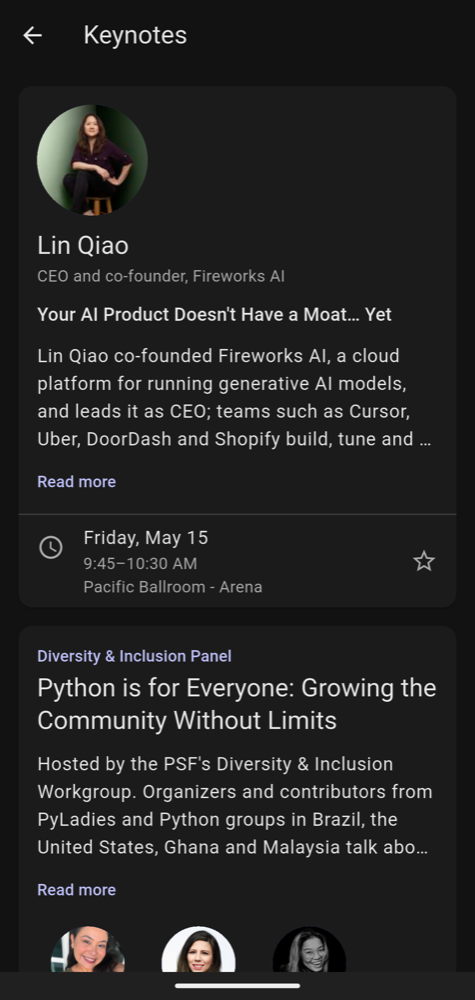 Keynotes
Lin Qiao
CEO and co-founder, Fireworks AI
Your AI Product Doesn't Have a Moat… Yet
Lin Qiao co-founded Fireworks AI, a cloud
platform for running generative AI models,
and leads it as CEO; teams such as Cursor,
Uber, DoorDash and Shopify build, tune and …
Read more
Friday, May 15
9:45–10:30 AM
Pacific Ballroom - Arena
Diversity & Inclusion Panel
Python is for Everyone: Growing the
Community Without Limits
Hosted by the PSF's Diversity & Inclusion
Workgroup. Organizers and contributors from
PyLadies and Python groups in Brazil, the
United States, Ghana and Malaysia talk abo…
Read more